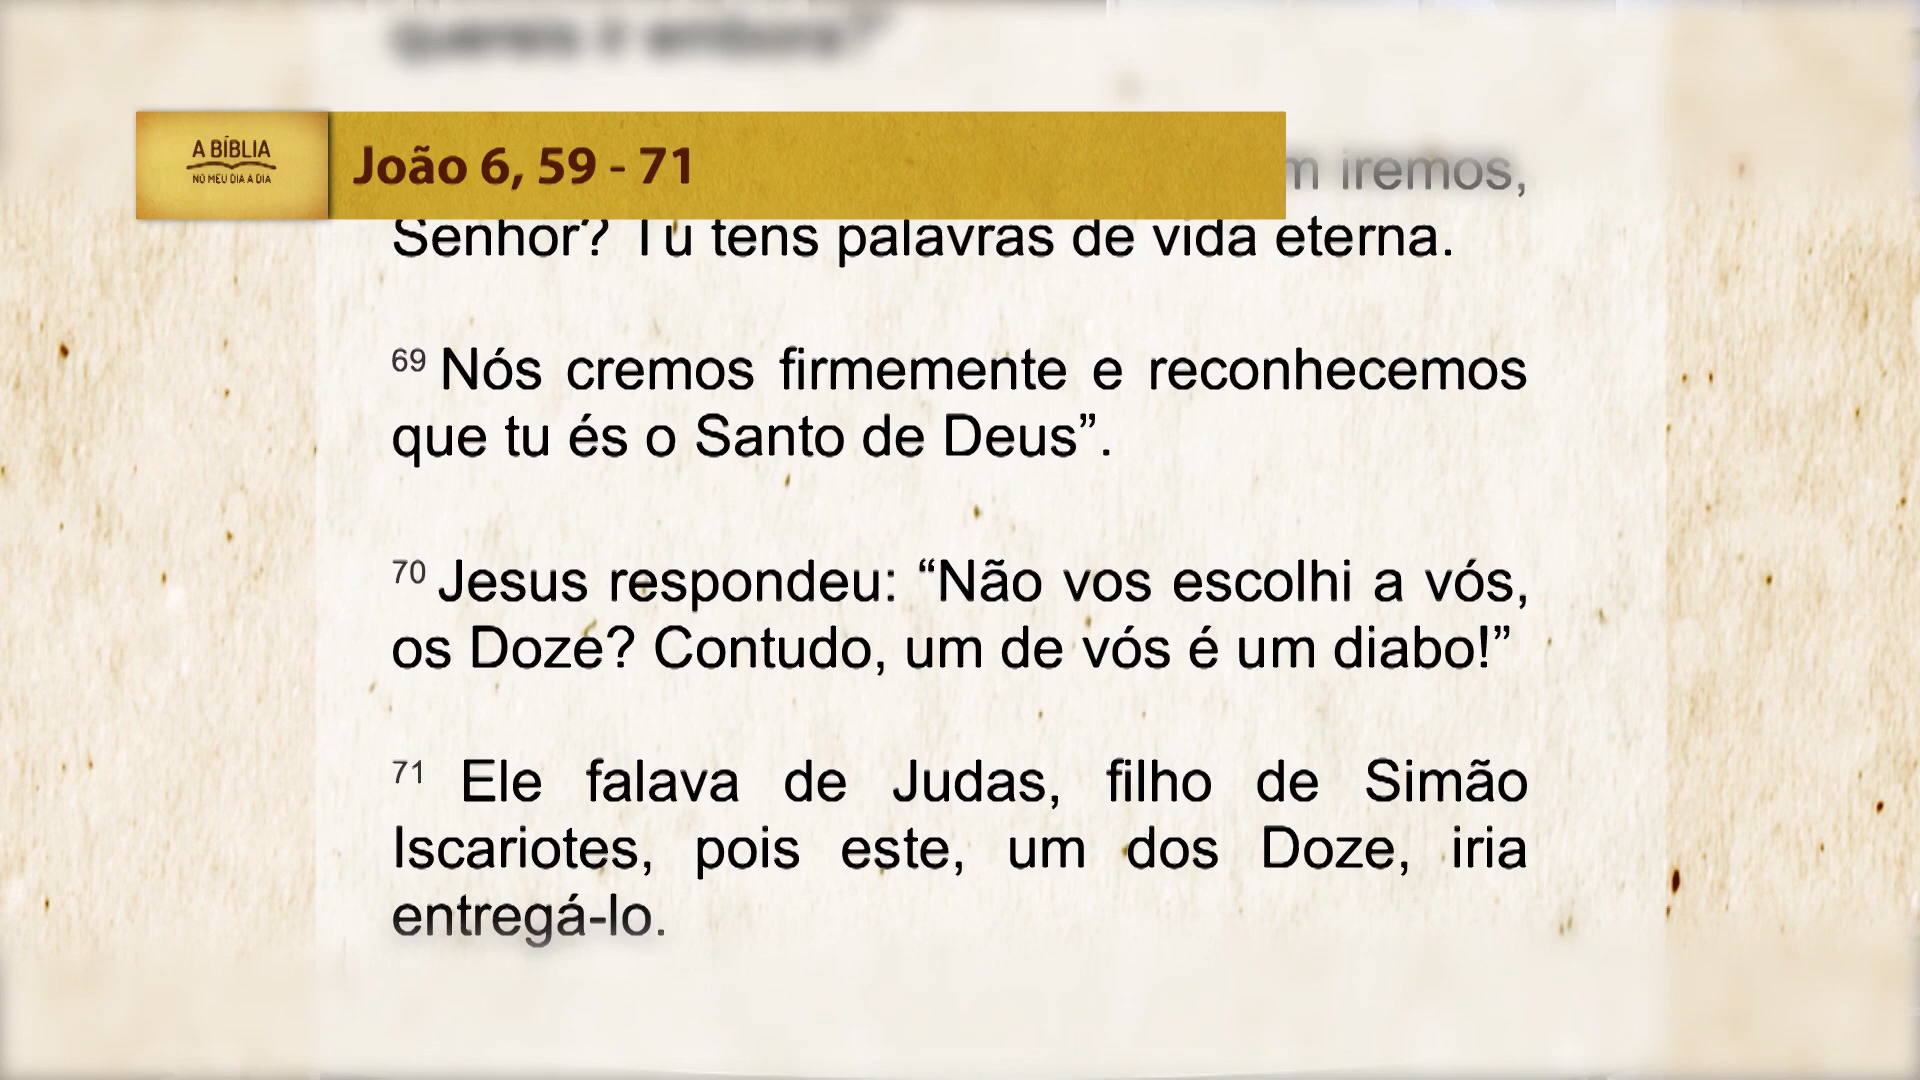 quereis ir embora?"
A BÍBLIA
NO MEU DIA A DIA
João 6, 59 - 71
iremos,
Senhor? Tu tens palavras de vida eterna.
69 Nós cremos firmemente e reconhecemos
que tu és o Santo de Deus”.
70 Jesus respondeu: “Não vos escolhi a vós,
os Doze? Contudo, um de vós é um diabo!”
71 Ele falava de Judas, filho de Simão
Iscariotes, pois este, um dos Doze, iria
entregá-lo.